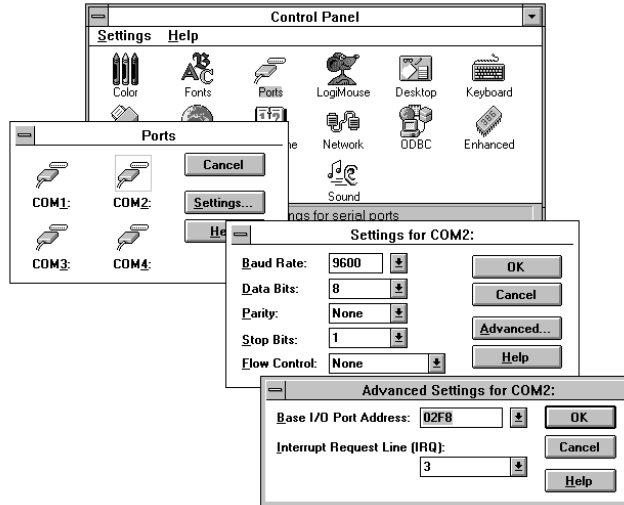 Control Panel
Settings Help
Color Fonts Ports LogiMouse Desktop Keyboard
Network ODBC Enhanced
386
Sound
Ports
Cancel
COM1: COM2: Settings...
COM3: COM4:
for serial ports
Settings for COM2:
Baud Rate: 9600 OK
Data Bits: 8 Cancel
Parity: None Advanced...
Stop Bits: 1
Flow Control: None Help
Advanced Settings for COM2:
Base I/O Port Address: 02F8 OK
Interrupt Request Line (IRQ): Cancel
3
Help